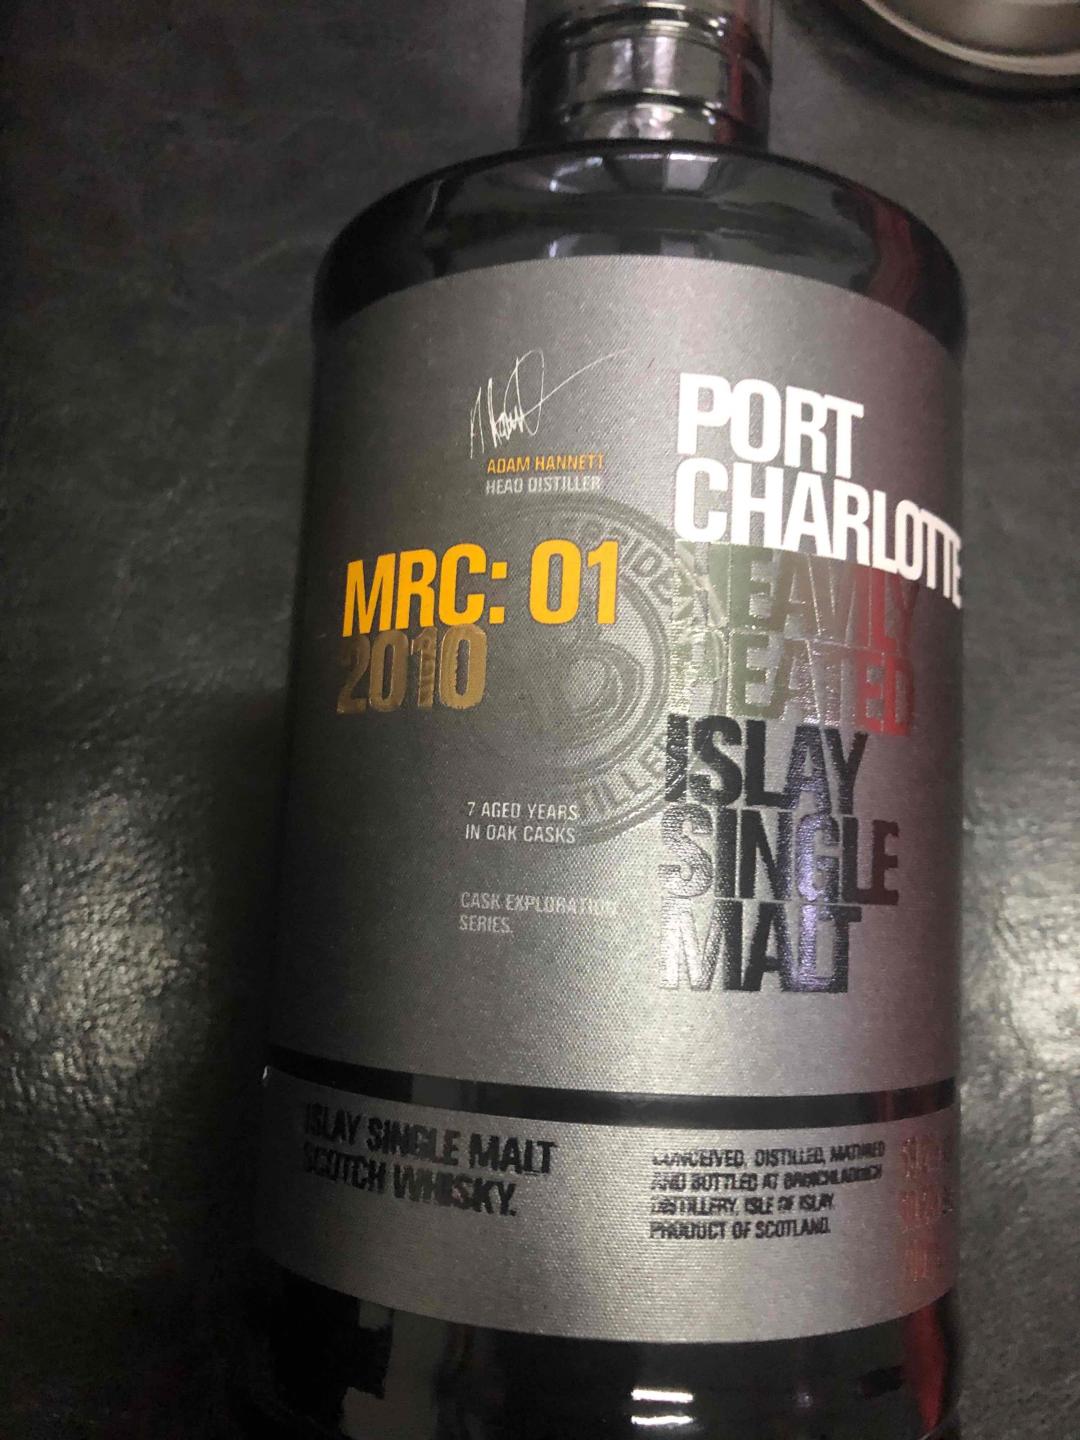 ADAM HANNETT
HEAD DISTILLER
MRC: 01
2010
7 AGED YEARS
IN OAK CASKS
CASK EXPLORATION
SERIES.
PORT
CHARLOTTE
HEAVILY
PEATED
ISLAY
SINGLE
MALT
ISLAY SINGLE MALT
SCOTCH WHISKY.
CONCEIVED, DISTILLED, MATURED
AND BOTTLED AT BRUICHLADDICH
DISTILLERY, ISLE OF ISLAY.
PRODUCT OF SCOTLAND.